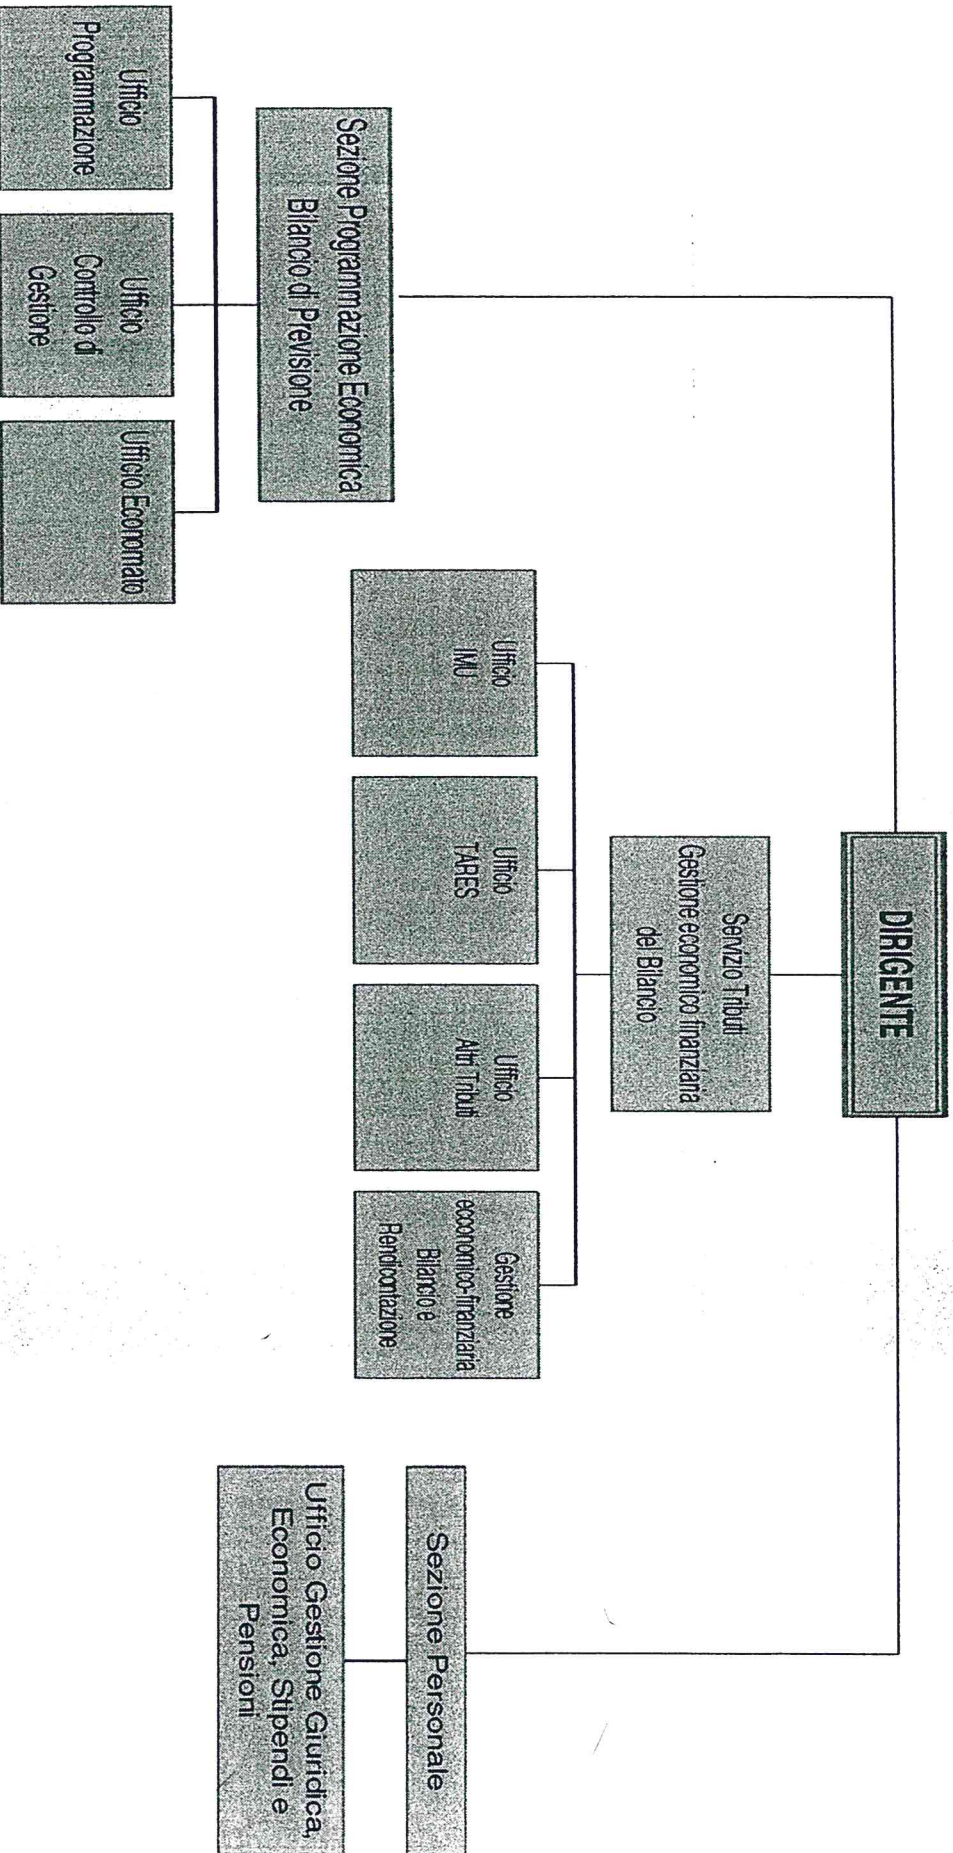 DIRIGENTE
Sezione Programmazione Economica
Bilancio di Previsione
Ufficio
Programmazione
Ufficio
Controllo di
Gestione
Ufficio Economato
Servizio Tributi
Gestione economico finanziaria
del Bilancio
Ufficio
IMU
Ufficio
TARES
Ufficio
Altri Tributi
Gestione
ecconomico-finanziaria
Bilancio e
Rendicontazione
Sezione Personale
Ufficio Gestione Giuridica,
Economica, Stipendi e
Pensioni